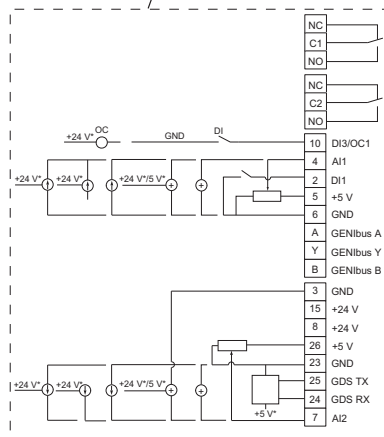 NC
C1
NO
NC
C2
NO
+24 V* OC GND DI 10 DI3/OC1
4 AI1
+24 V* +24 V* +24 V*/5 V* 2 DI1
5 +5 V
6 GND
A GENIbus A
Y GENIbus Y
B GENIbus B
3 GND
15 +24 V
8 +24 V
26 +5 V
23 GND
+24 V* +24 V* +24 V*/5 V* 25 GDS TX
24 GDS RX
+5 V* 7 AI2